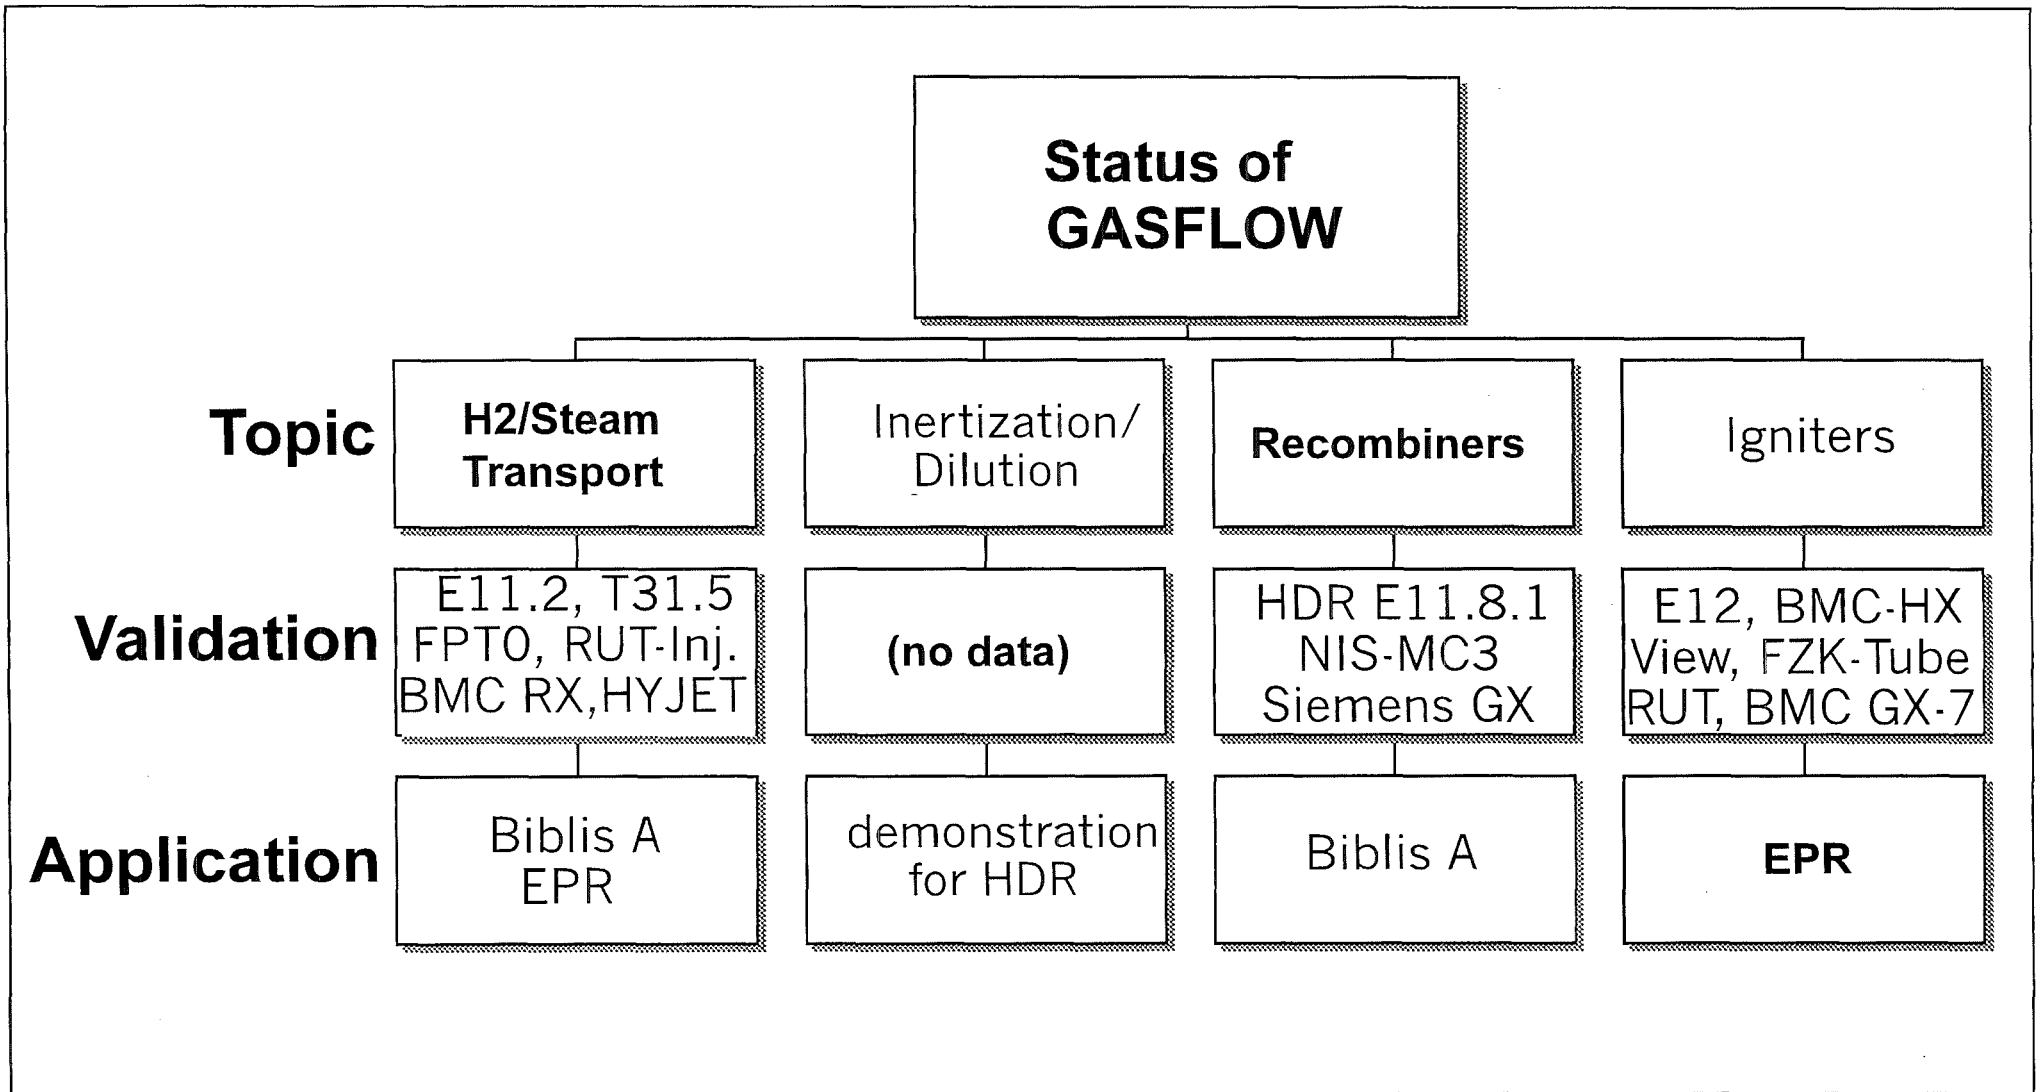 Status of
GASFLOW
Topic
H2/Steam
Transport
Inertization/
Dilution
Recombiners
Igniters
Validation
E11.2, T31.5
FPT0, RUT-Inj.
BMC RX,HYJET
(no data)
HDR E11.8.1
NIS-MC3
Siemens GX
E12, BMC-HX
View, FZK-Tube
RUT, BMC GX-7
Application
Biblis A
EPR
demonstration
for HDR
Biblis A
EPR